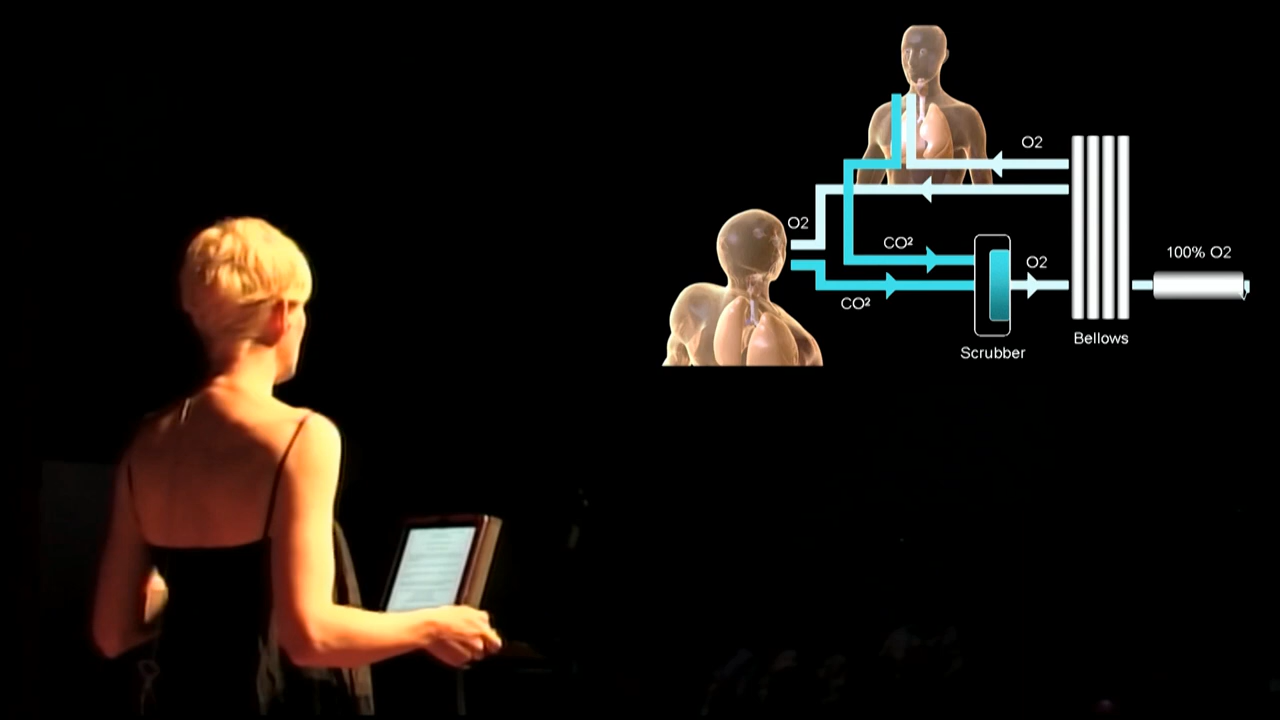 O2
O2
CO²
O2
100% O2
CO²
Bellows
Scrubber